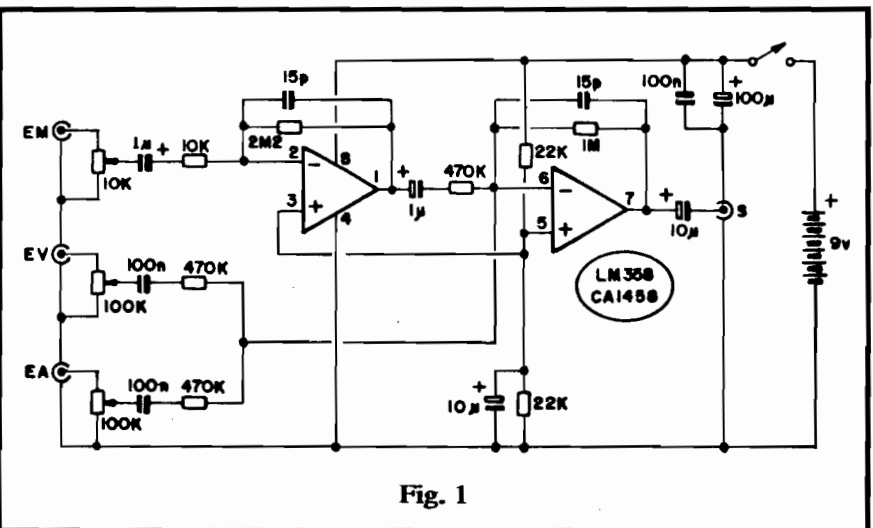 EM
10K
1µ
+
10K
15p
2M2
2
3
-
+
8
4
1
+
1µ
470K
15p
1M
22K
6
5
-
+
7
+
10µ
S
100n
+
100µ
+
9v
LM358
CA1458
EV
100K
100n
470K
EA
100K
100n
470K
+
10µ
22K
Fig. 1